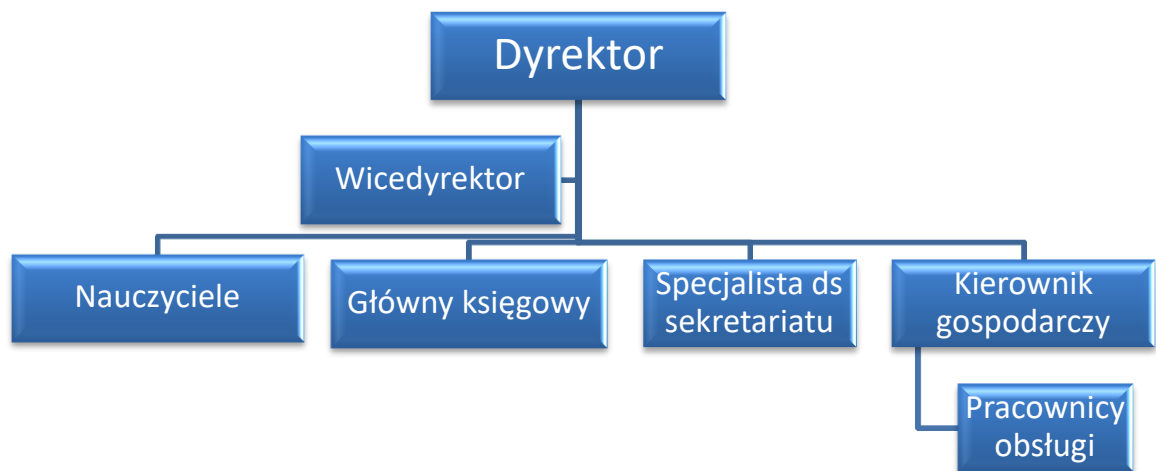 Dyrektor
Wicedyrektor
Nauczyciele
Główny księgowy
Specjalista ds
sekretariatu
Kierownik
gospodarczy
Pracownicy
obsługi